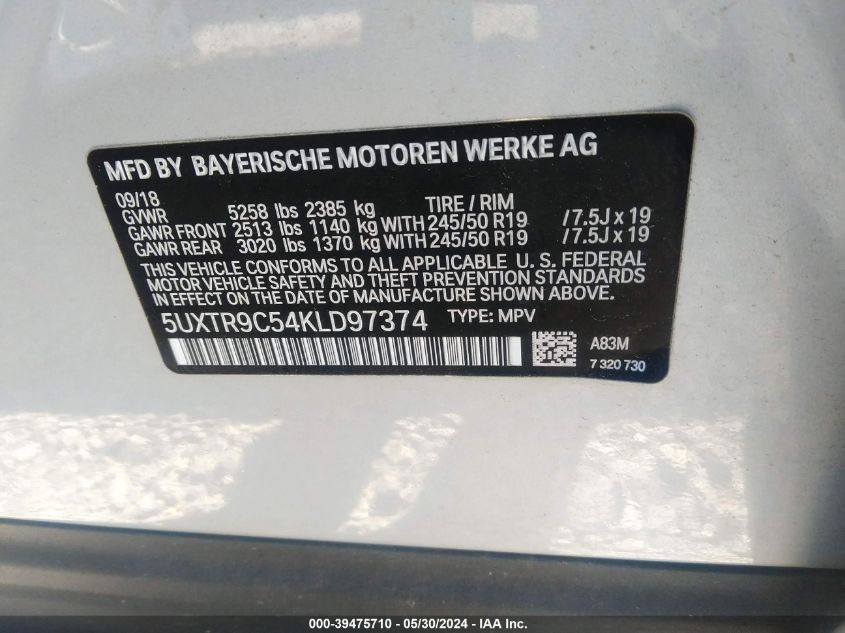 MFD BY BAYERISCHE MOTOREN WERKE AG
09/18
GVWR 5258 lbs 2385 kg TIRE / RIM
GAWR FRONT 2513 lbs 1140 kg WITH 245/50 R19 /7.5J x 19
GAWR REAR 3020 lbs 1370 kg WITH 245/50 R19 /7.5J x 19
THIS VEHICLE CONFORMS TO ALL APPLICABLE U. S. FEDERAL
MOTOR VEHICLE SAFETY AND THEFT PREVENTION STANDARDS
IN EFFECT ON THE DATE OF MANUFACTURE SHOWN ABOVE.
5UXTR9C54KLD97374 TYPE: MPV
A83M
7 320 730
000-39475710 - 05/30/2024 - IAA Inc.